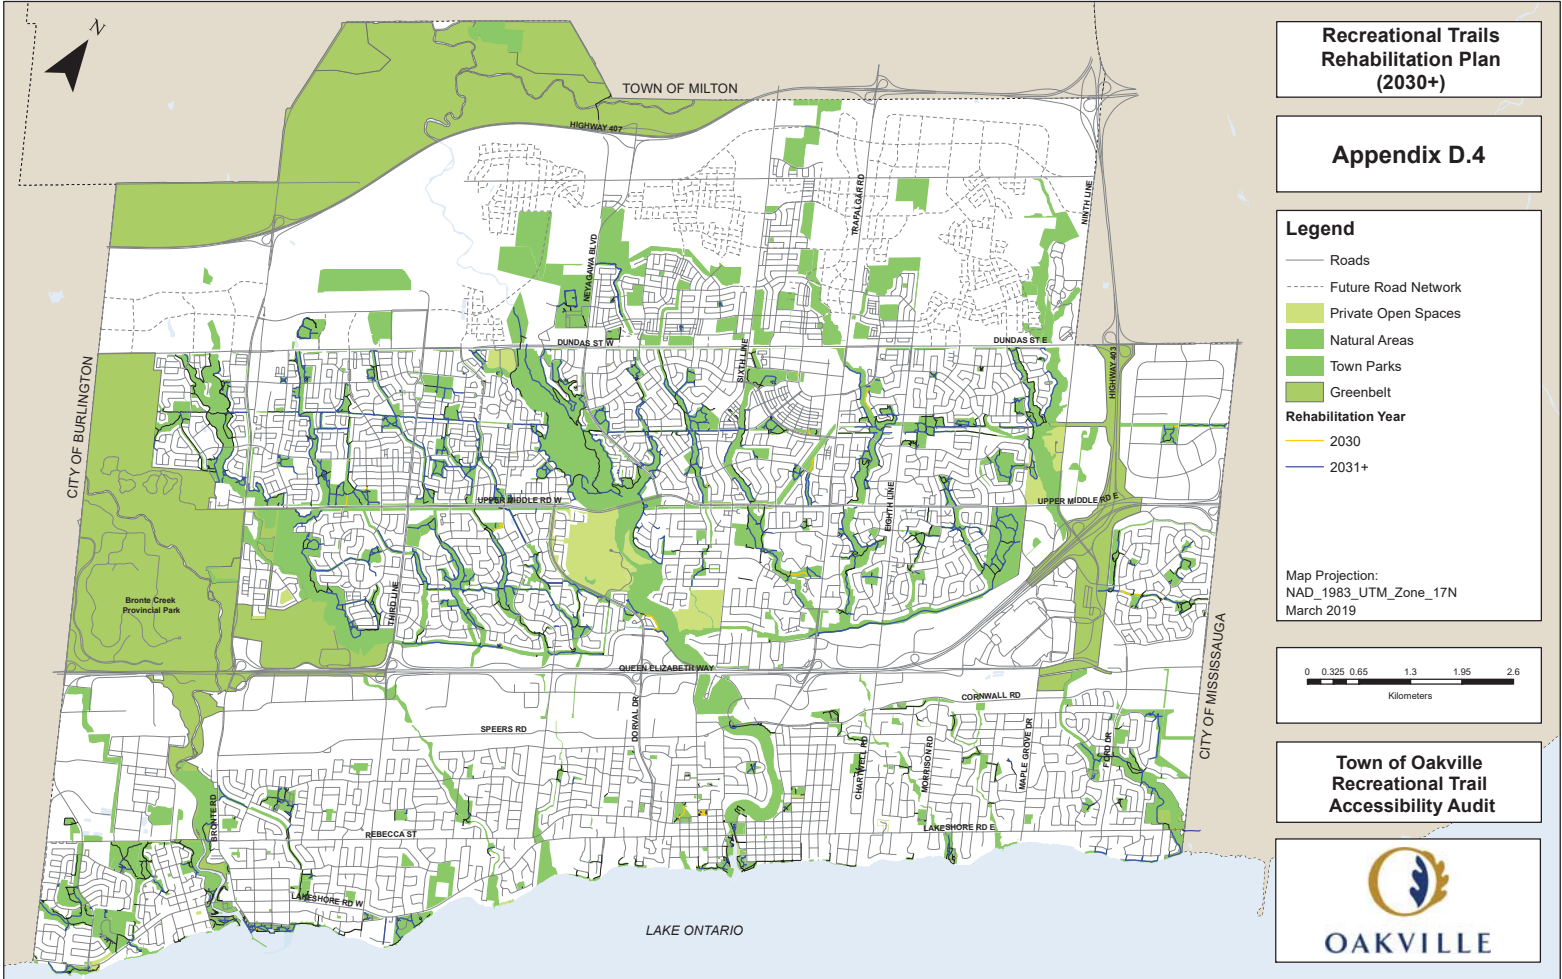 N
TOWN OF MILTON
HIGHWAY 407
NEYAGAWA BLVD
TRAFALGAR RD
NINTH LINE
DUNDAS ST W
SIXTH LINE
DUNDAS ST E
HIGHWAY 403
CITY OF BURLINGTON
UPPER MIDDLE RD W
EIGHTH LINE
UPPER MIDDLE RD E
Bronte Creek
Provincial Park
THIRD LINE
QUEEN ELIZABETH WAY
CITY OF MISSISSAUGA
CORNWALL RD
SPEERS RD
DORVAL DR
CHARTWELL RD
MORRISON RD
MAPLE GROVE DR
FORD DR
BRONTE RD
REBECCA ST
LAKESHORE RD E
LAKESHORE RD W
LAKE ONTARIO
Recreational Trails
Rehabilitation Plan
(2030+)
Appendix D.4
Legend
Roads
Future Road Network
Private Open Spaces
Natural Areas
Town Parks
Greenbelt
Rehabilitation Year
2030
2031+
Map Projection:
NAD_1983_UTM_Zone_17N
March 2019
0 0.325 0.65 1.3 1.95 2.6
Kilometers
Town of Oakville
Recreational Trail
Accessibility Audit
OAKVILLE